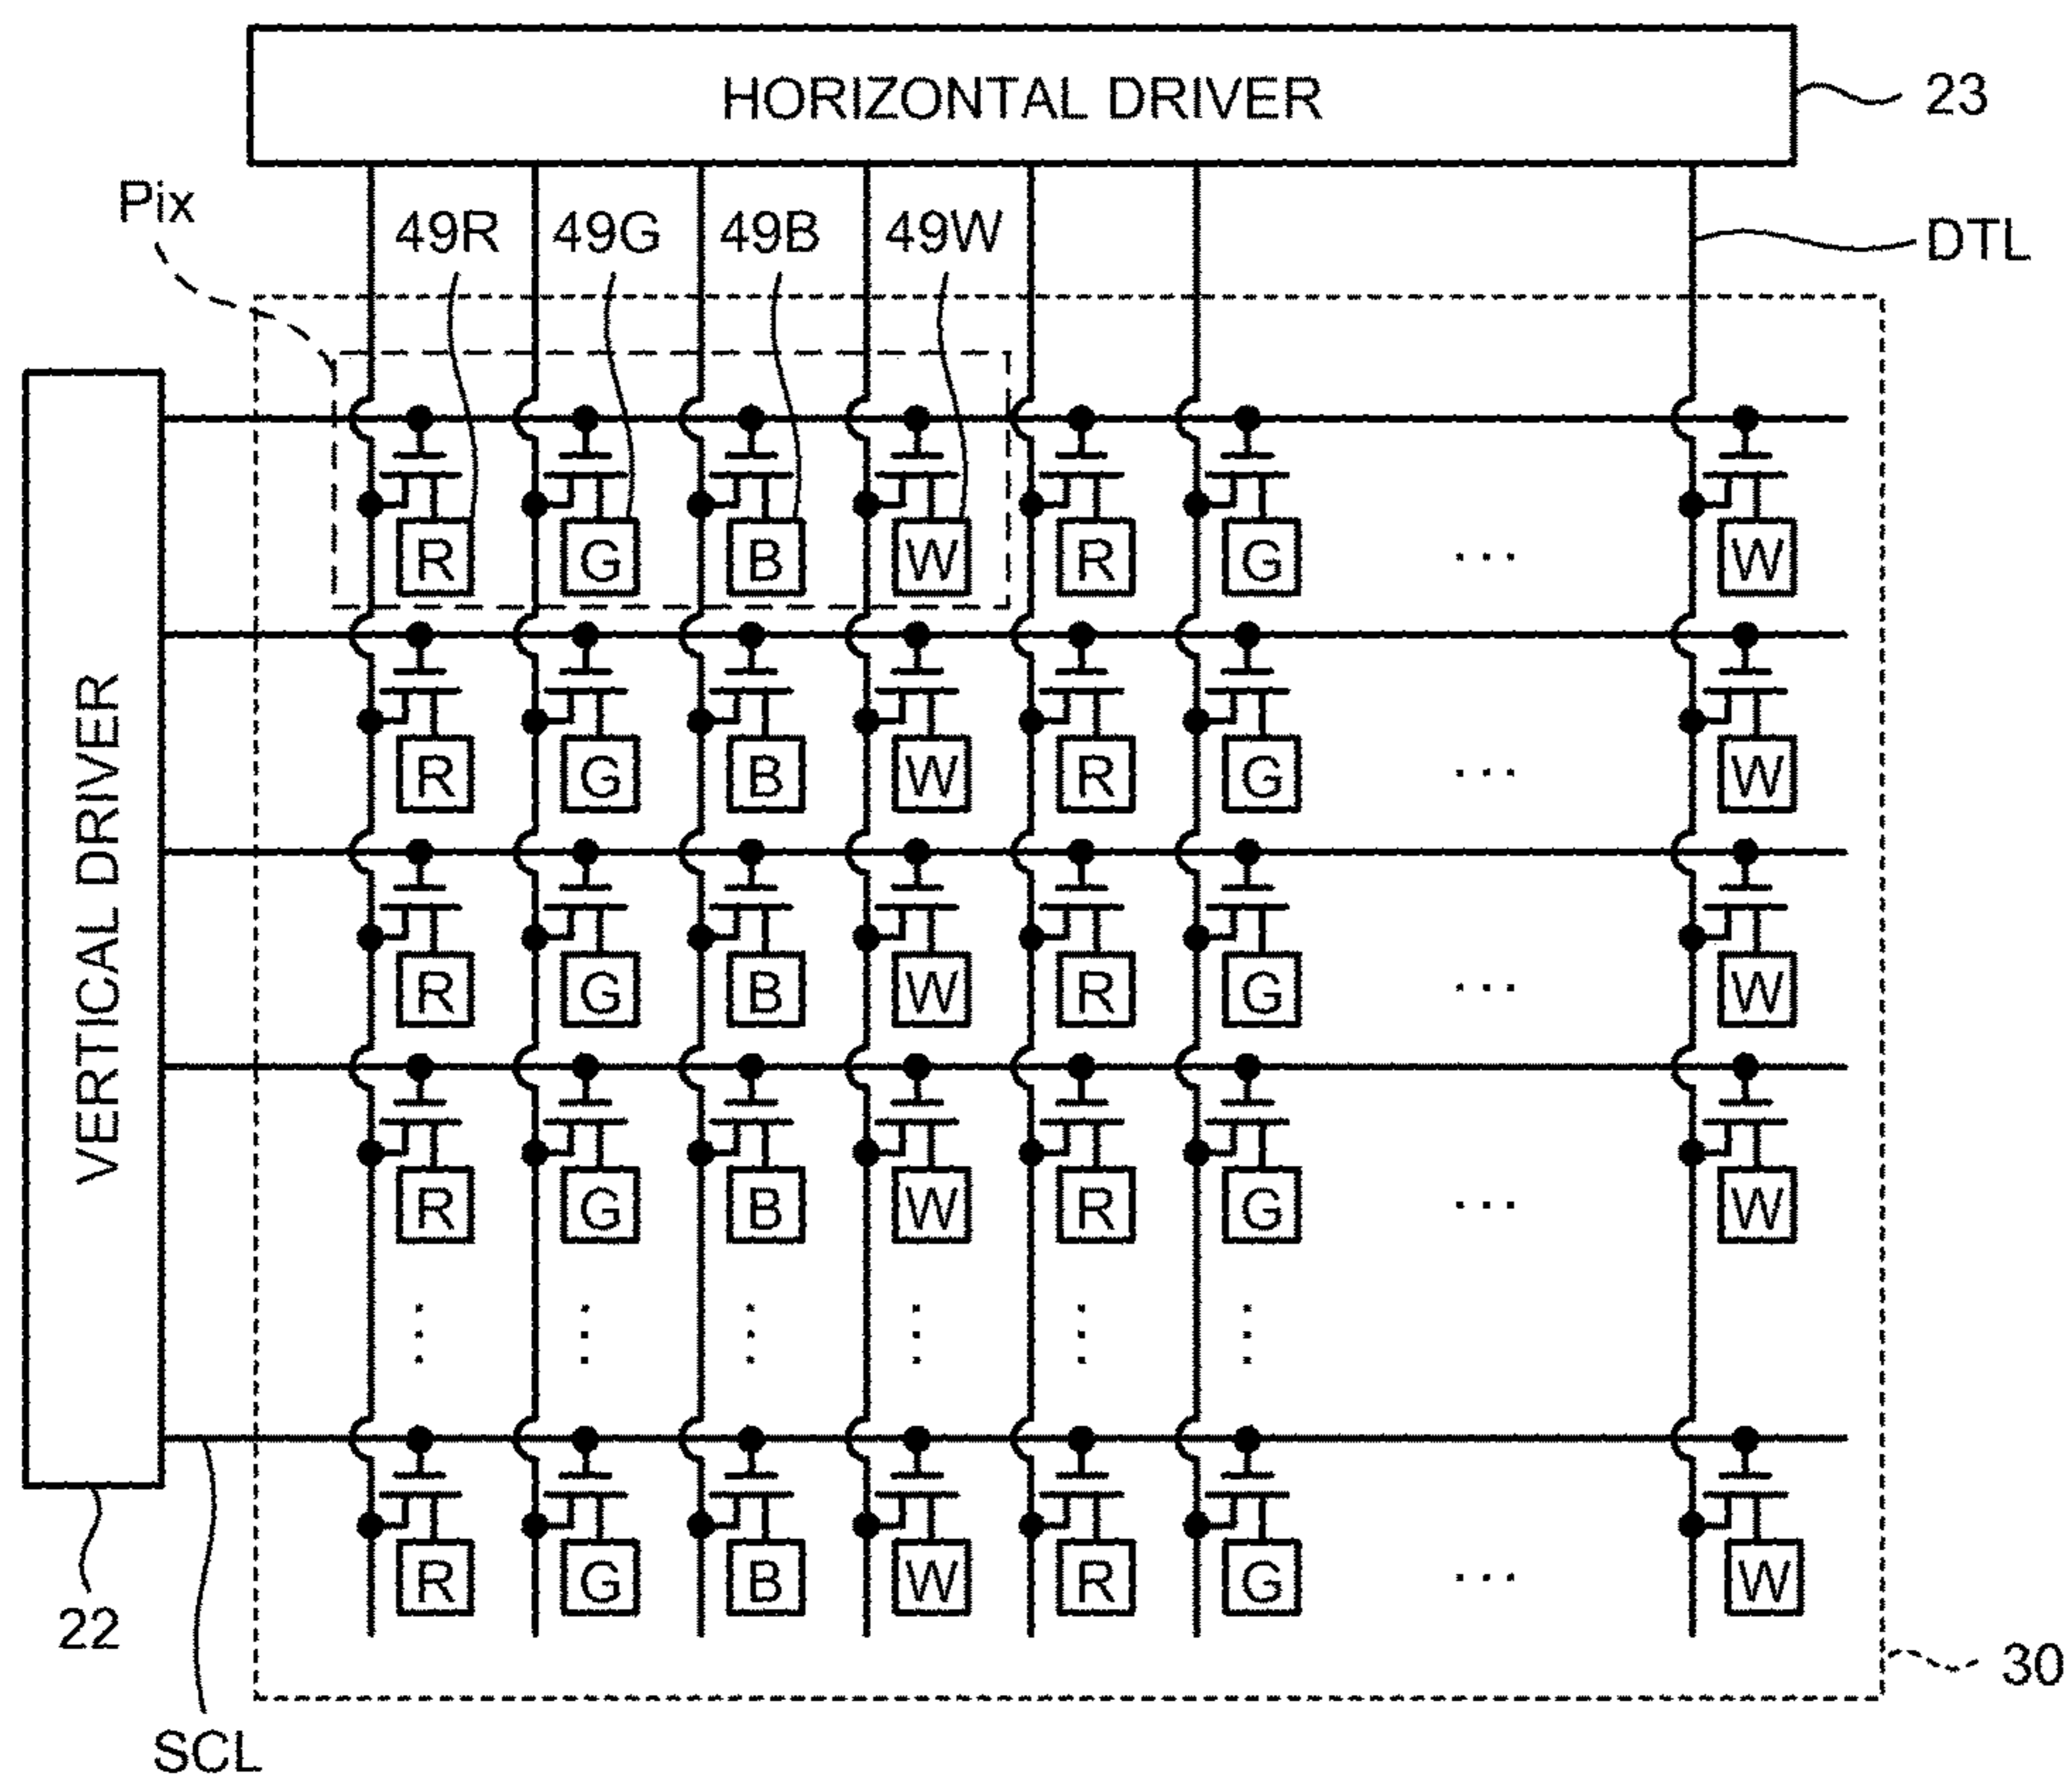 HORIZONTAL DRIVER
23
Pix
49R 49G 49B 49W
DTL
VERTICAL DRIVER
R G B W R G ... W
R G B W R G ... W
R G B W R G ... W
R G B W R G ... W
R G B W R G ... W
22
30
SCL